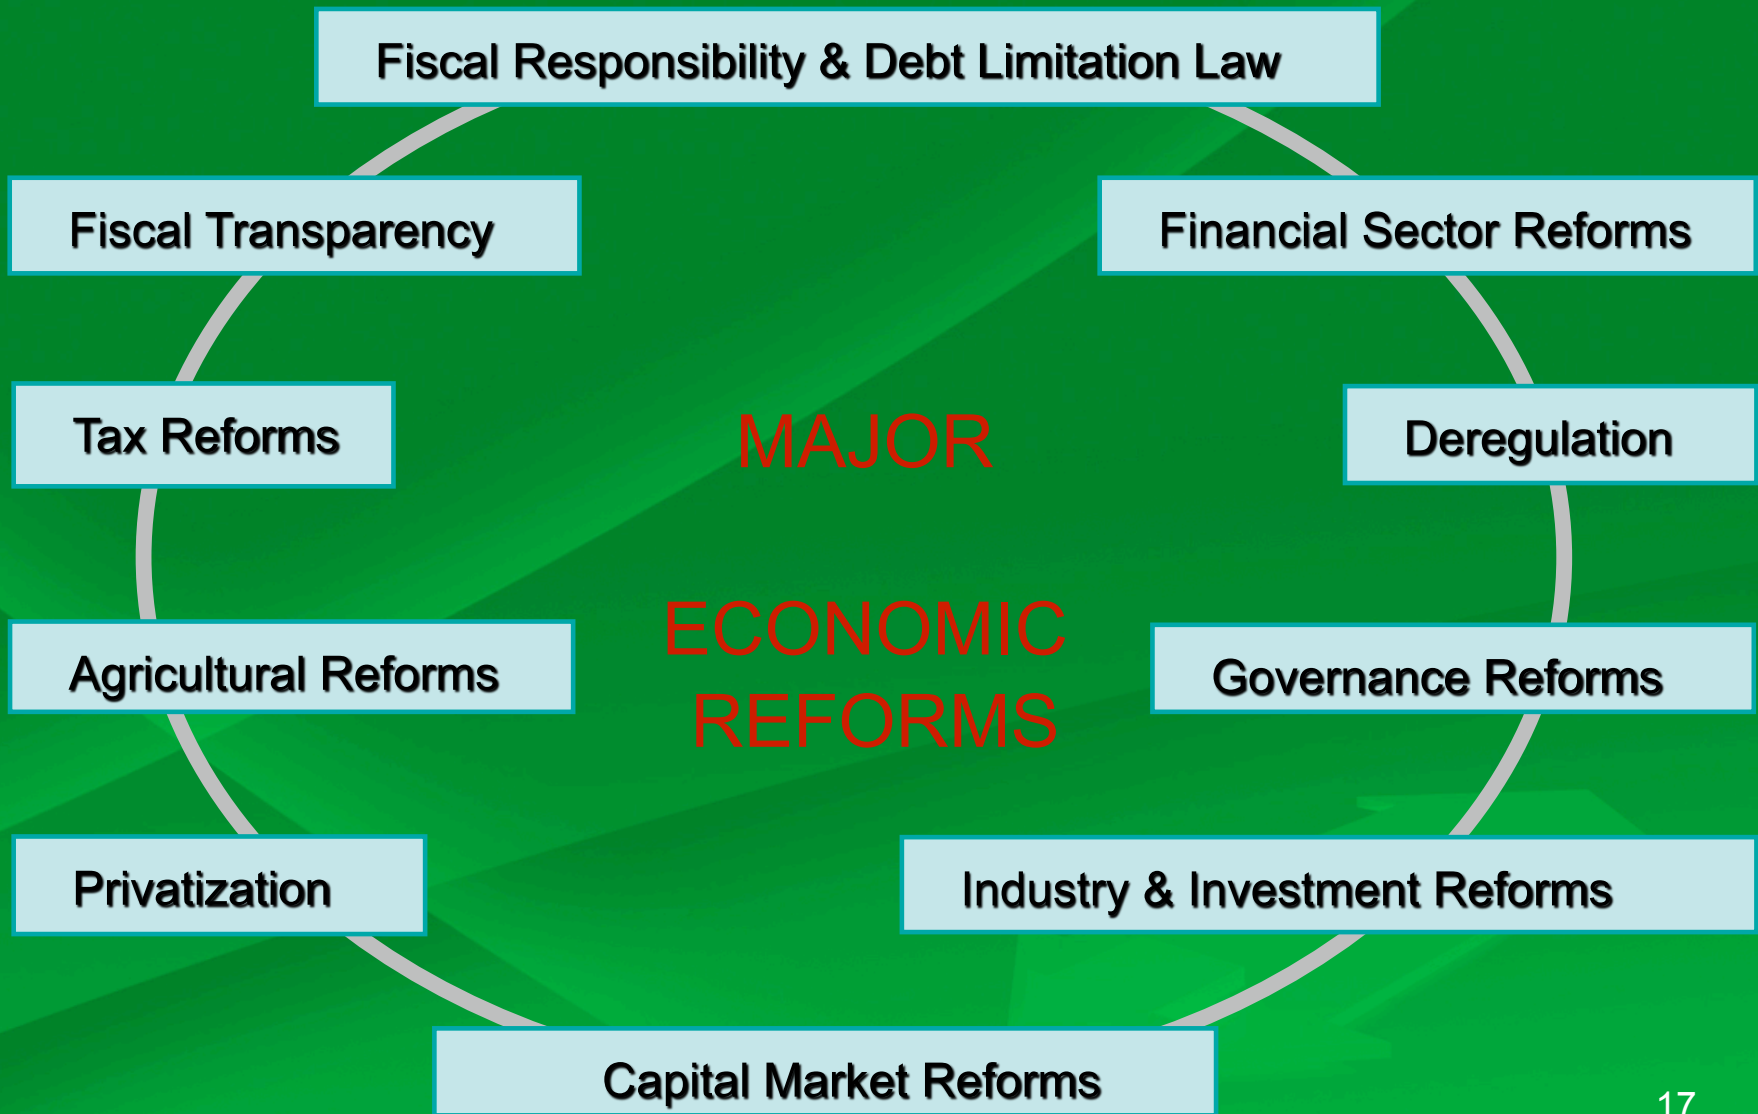 Fiscal Responsibility & Debt Limitation Law
Fiscal Transparency
Financial Sector Reforms
Tax Reforms
MAJOR
Deregulation
ECONOMIC
REFORMS
Agricultural Reforms
Governance Reforms
Privatization
Industry & Investment Reforms
Capital Market Reforms
17